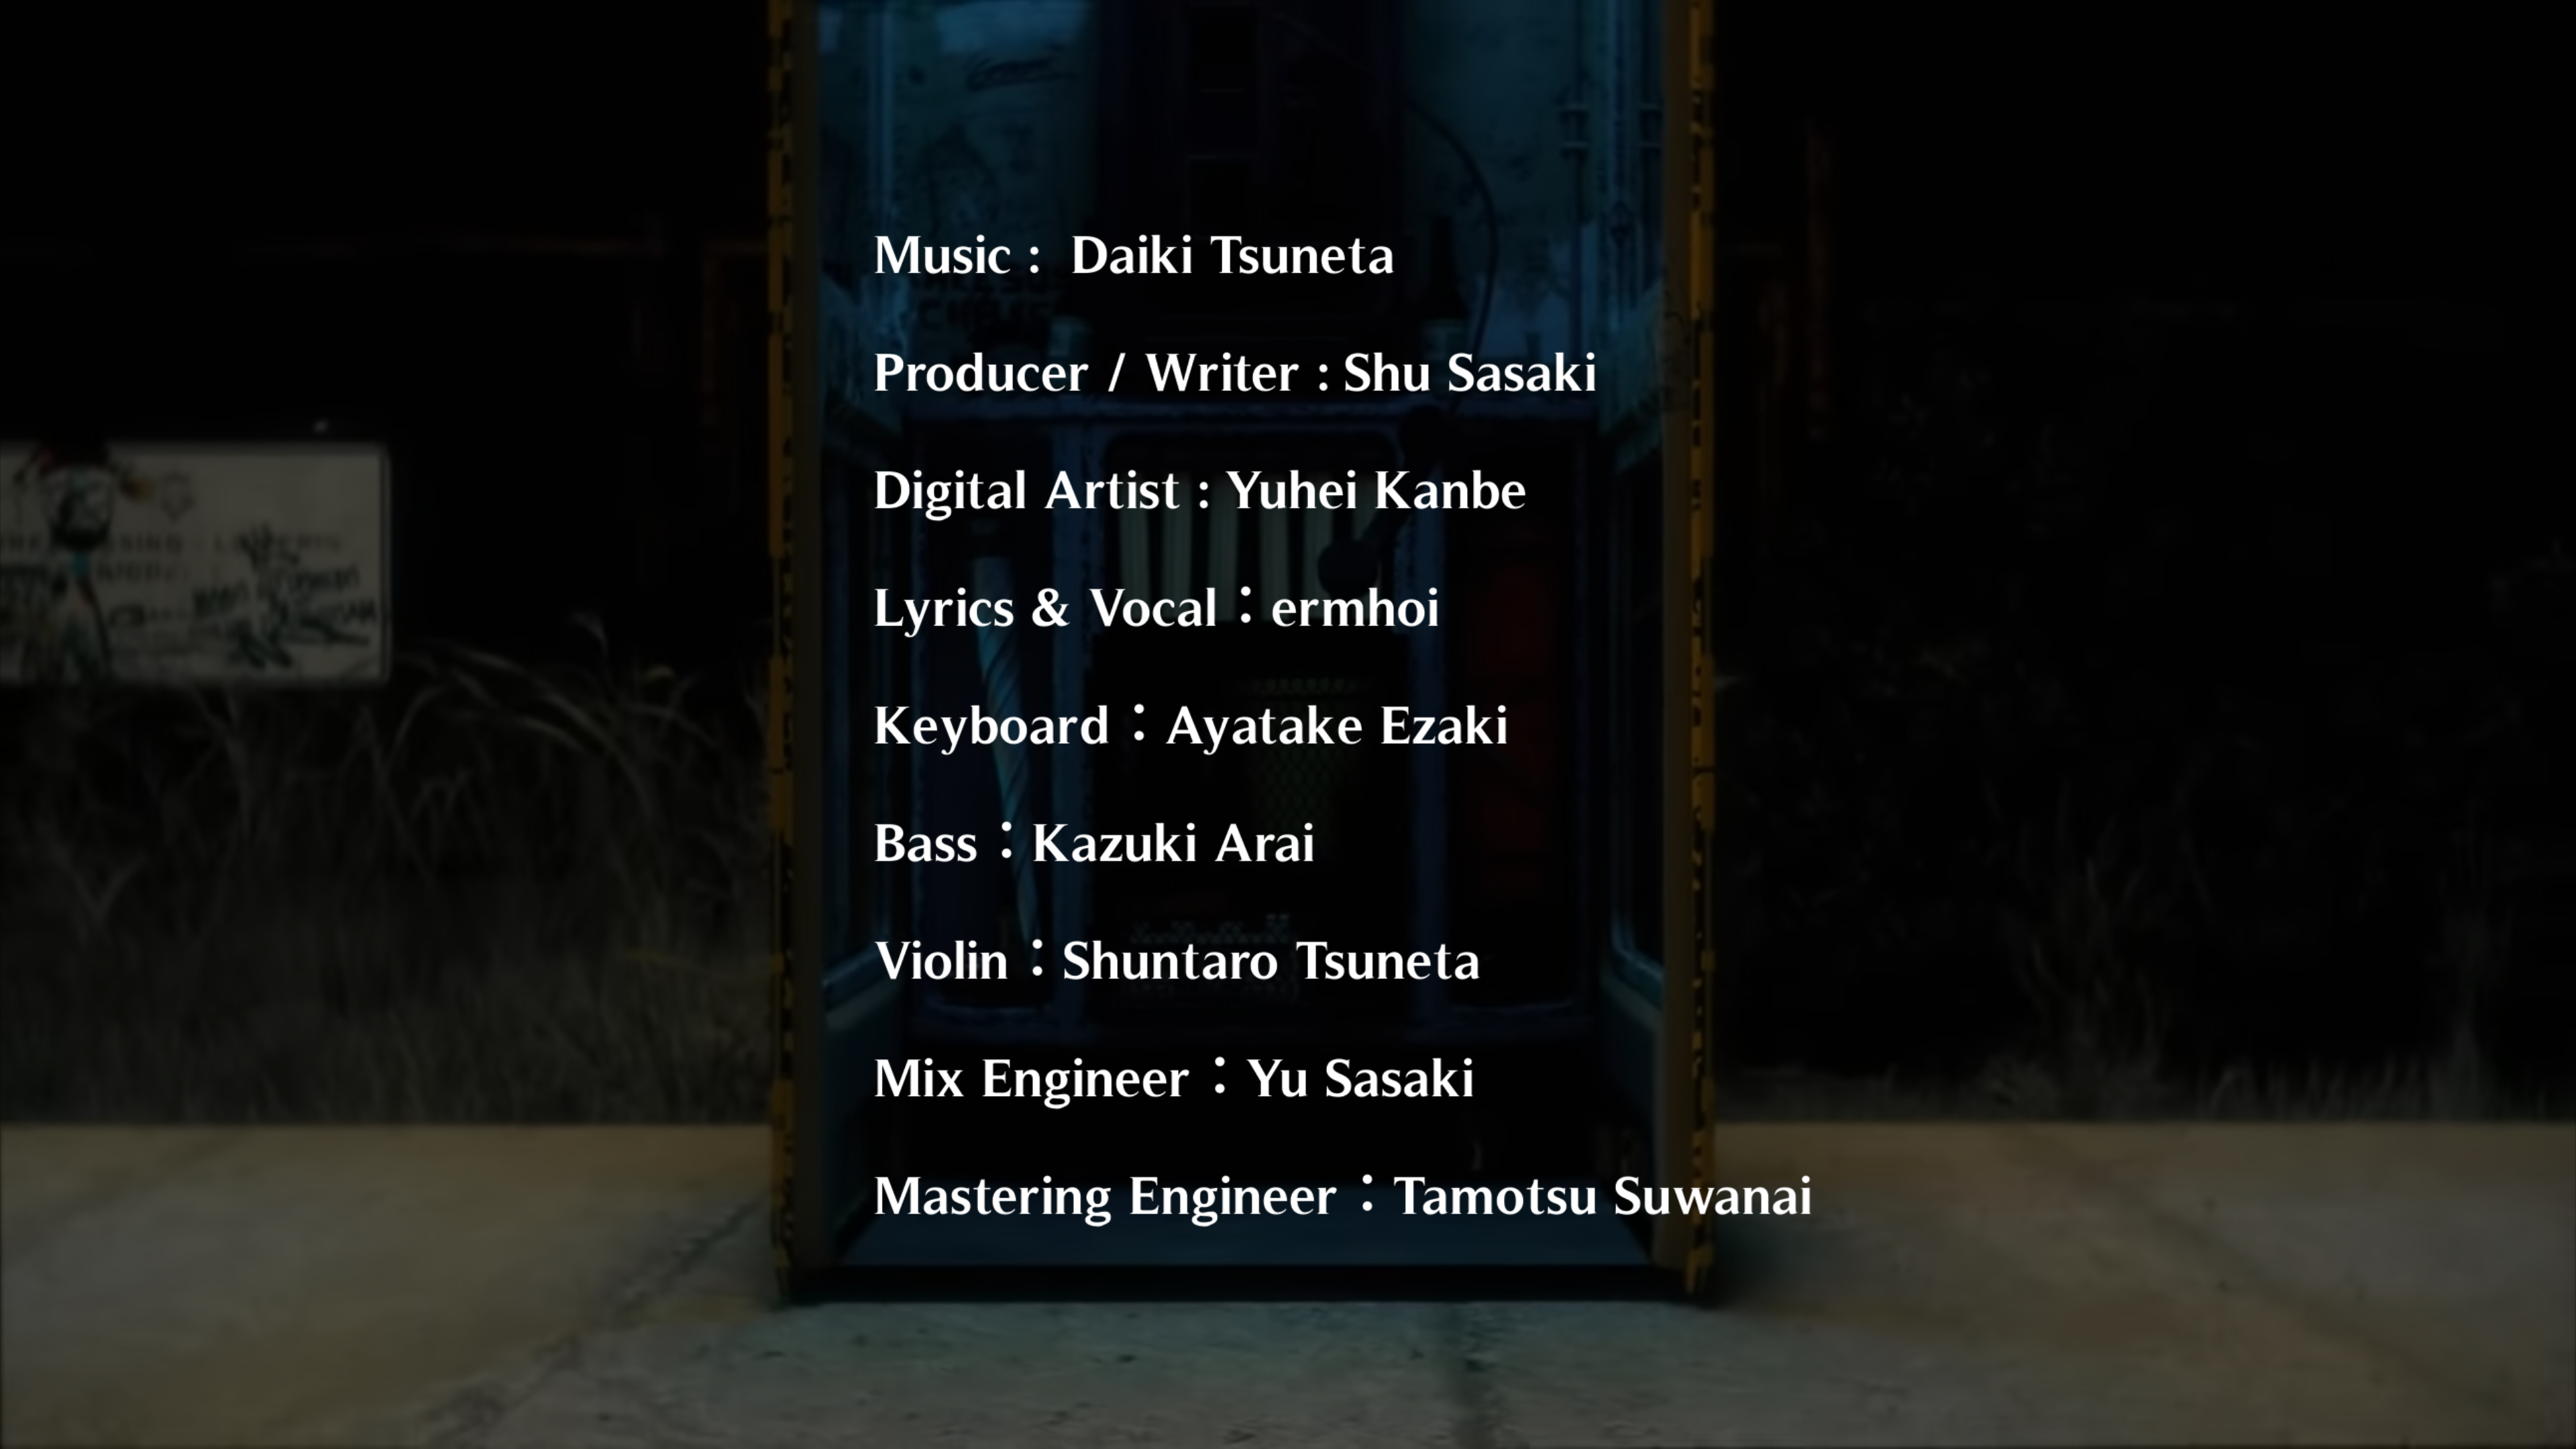 Music :  Daiki Tsuneta
Producer / Writer : Shu Sasaki
Digital Artist : Yuhei Kanbe
Lyrics & Vocal：ermhoi
Keyboard：Ayatake Ezaki
Bass：Kazuki Arai
Violin：Shuntaro Tsuneta
Mix Engineer：Yu Sasaki
Mastering Engineer：Tamotsu Suwanai